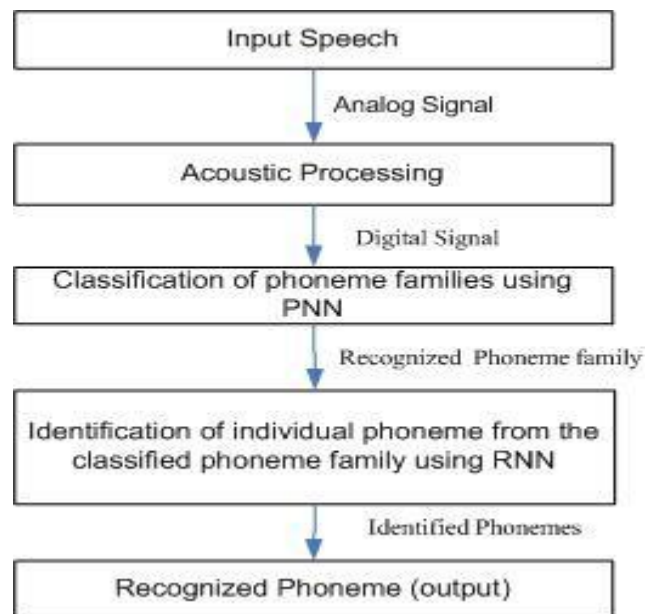 Input Speech
Analog Signal
Acoustic Processing
Digital Signal
Classification of phoneme families using
PNN
Recognized Phoneme family
Identification of individual phoneme from the
classified phoneme family using RNN
Identified Phonemes
Recognized Phoneme (output)